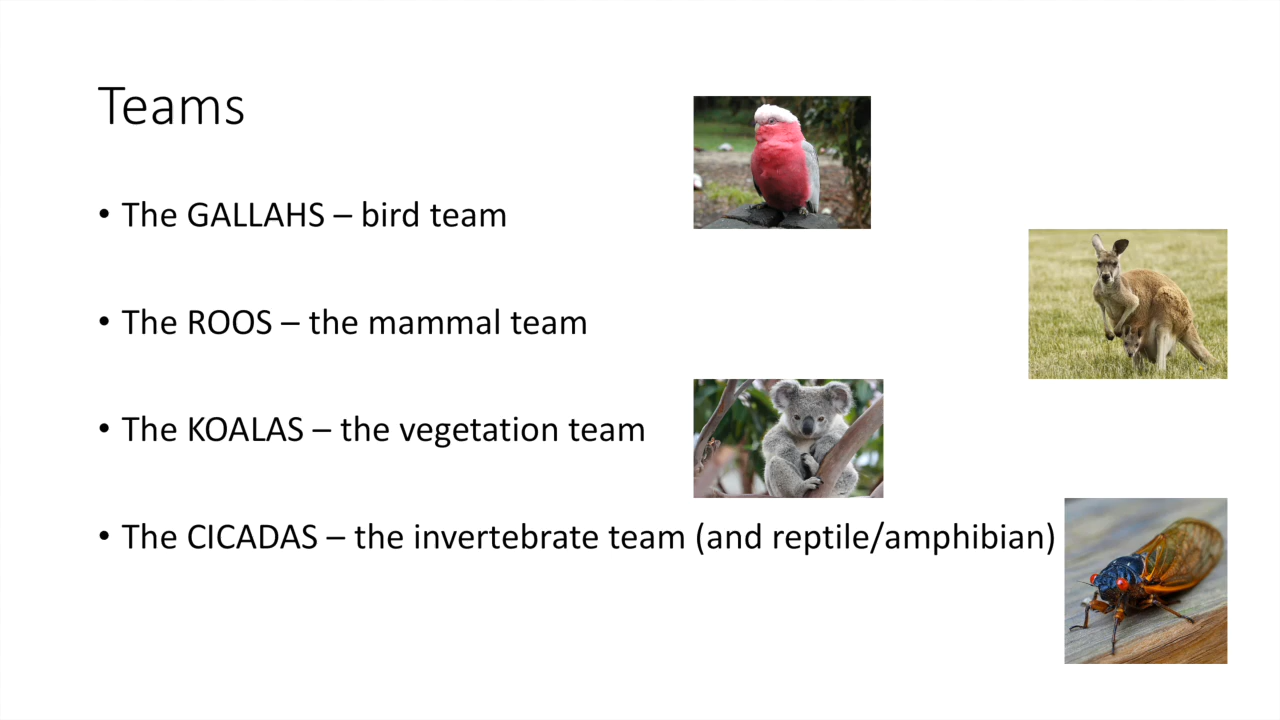 Teams
• The GALLAHS – bird team
• The ROOS – the mammal team
• The KOALAS – the vegetation team
• The CICADAS – the invertebrate team (and reptile/amphibian)